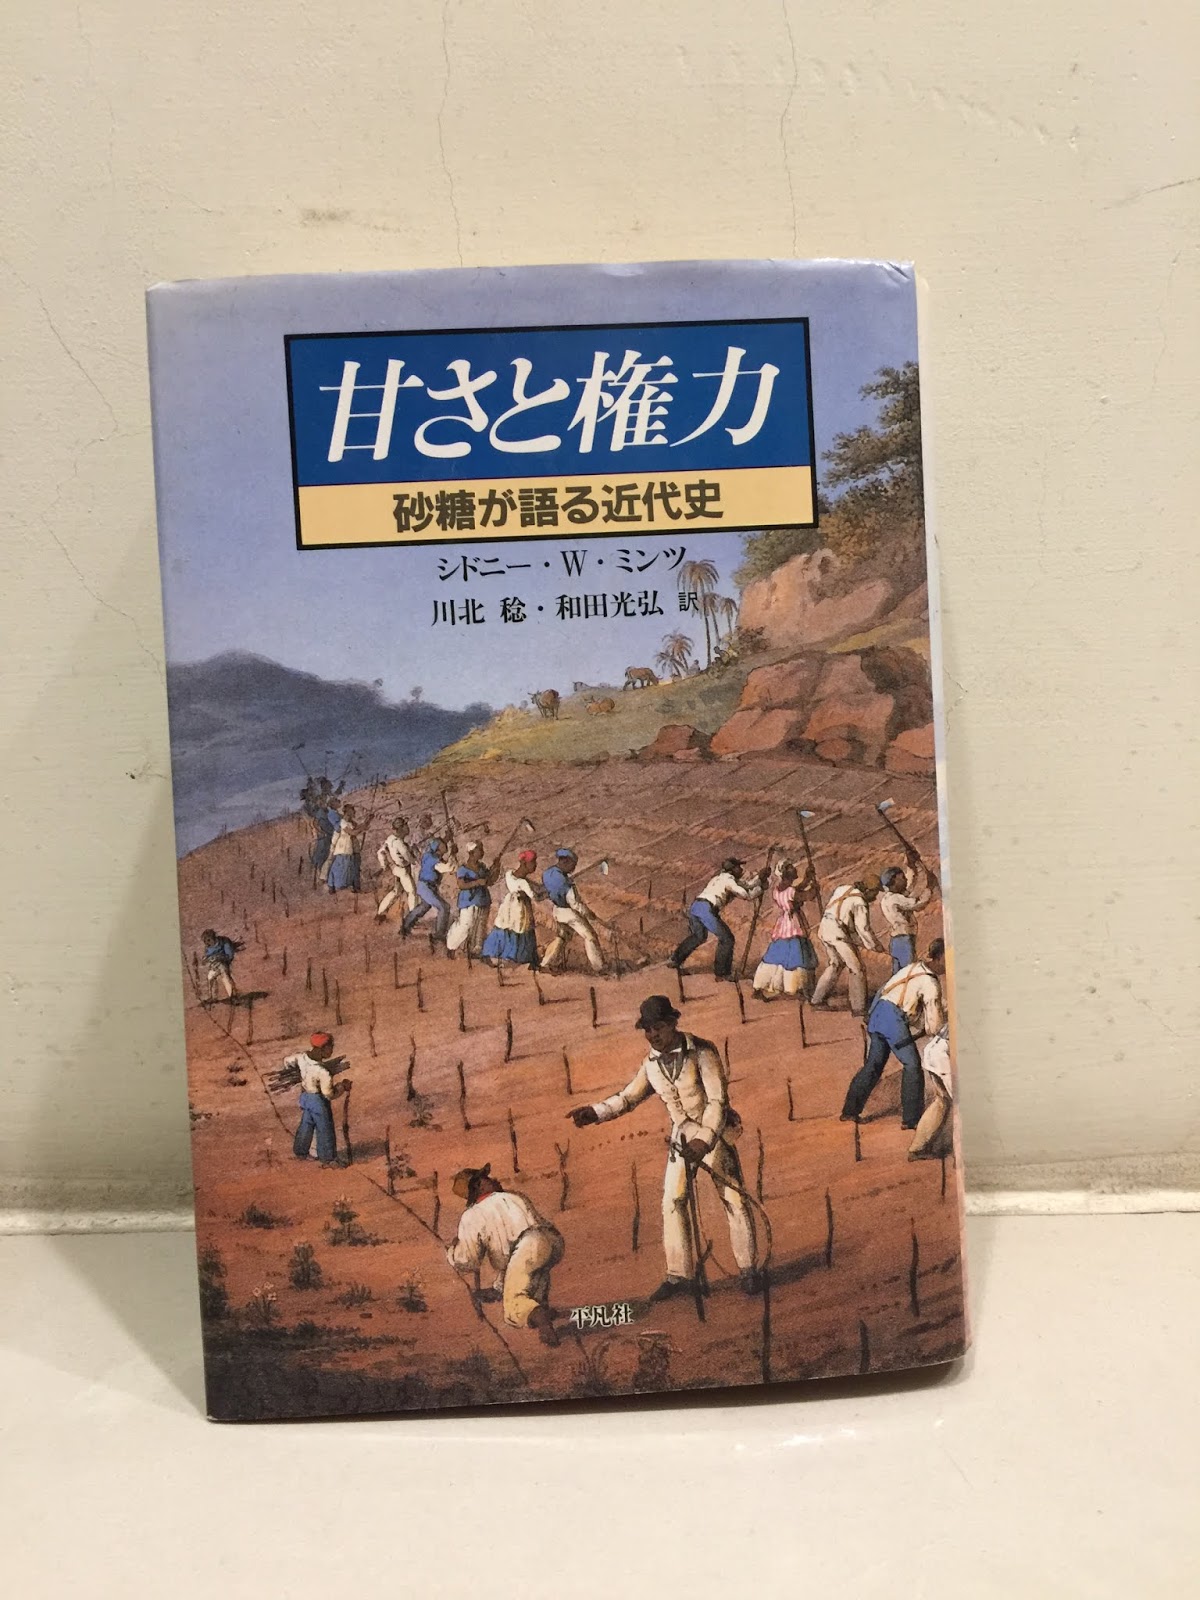 甘さと権力
砂糖が語る近代史
シドニー・W・ミンツ
川北 稔・和田光弘 訳
平凡社